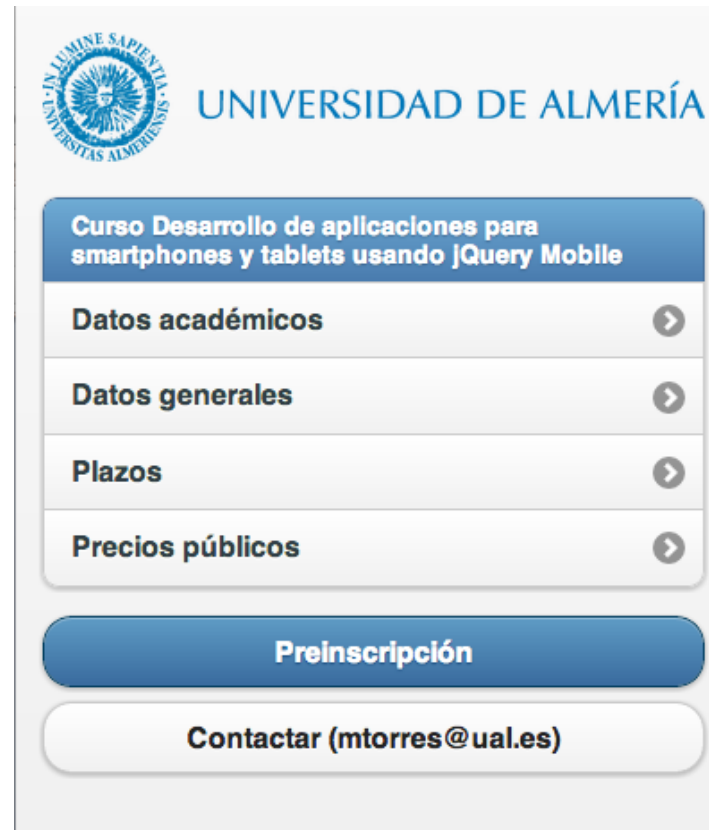 IN LUMINE SAPIENTIA
UNIVERSITAS ALMERIENSIS
UNIVERSIDAD DE ALMERÍA
Curso Desarrollo de aplicaciones para
smartphones y tablets usando jQuery Mobile
Datos académicos
Datos generales
Plazos
Precios públicos
Preinscripción
Contactar (mtorres@ual.es)